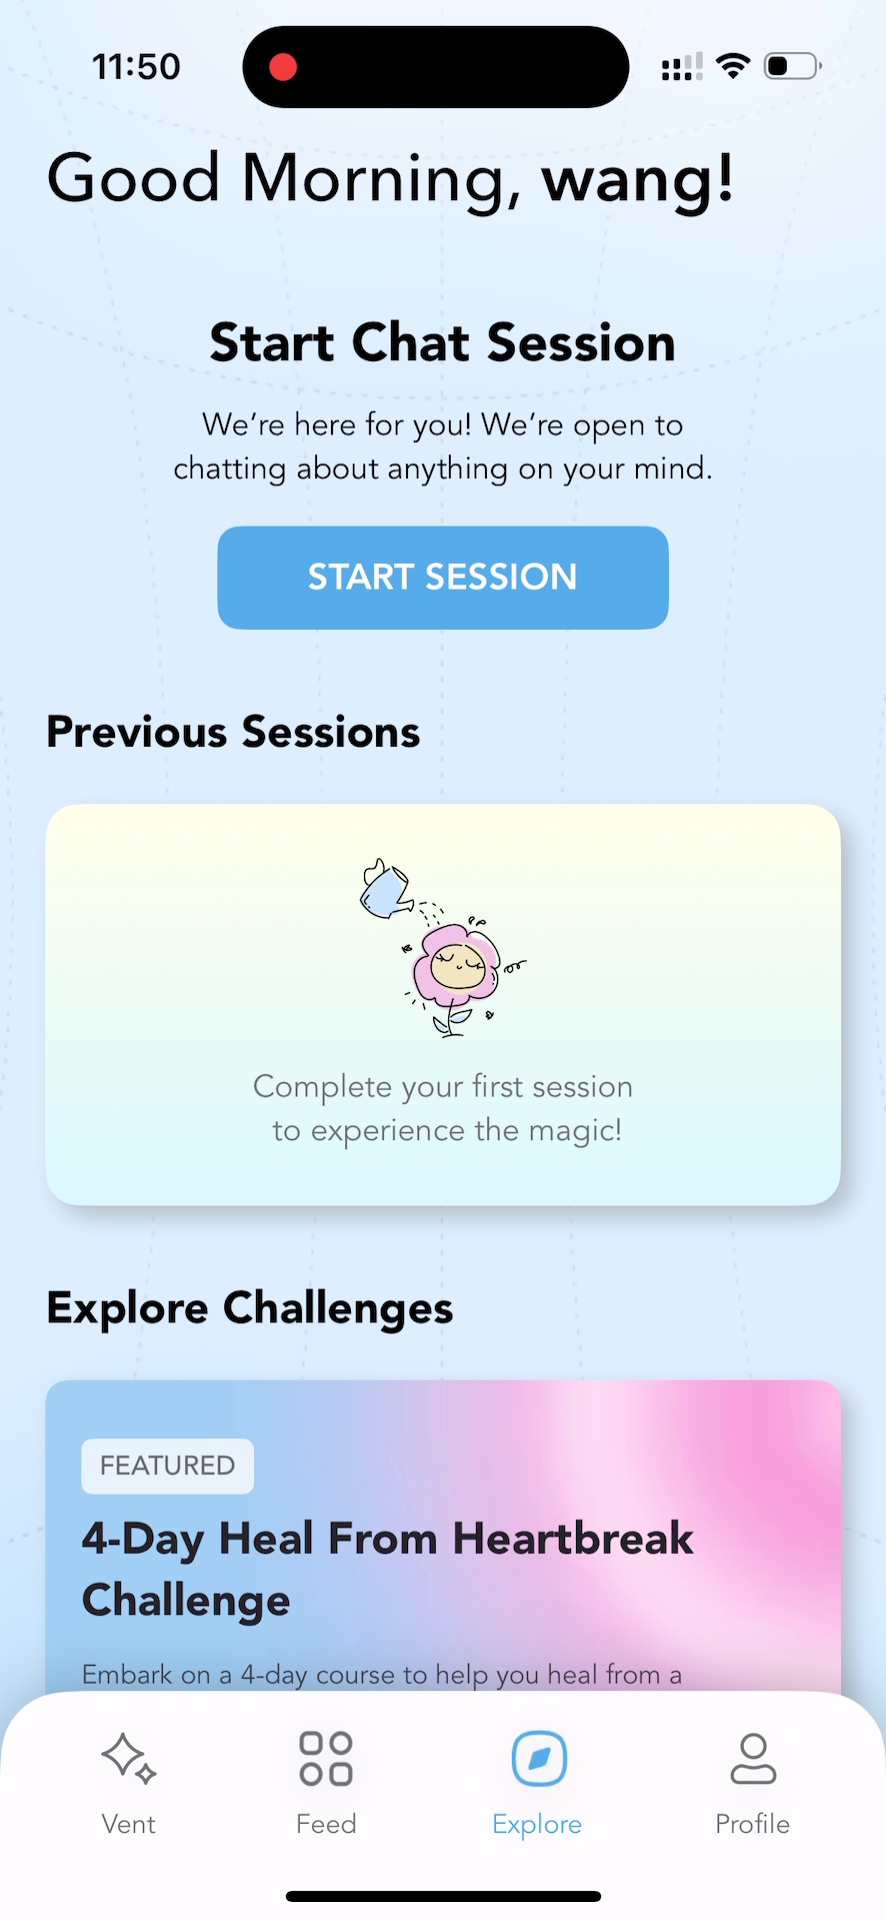 11:50
Good Morning, wang!
Start Chat Session
We’re here for you! We’re open to
chatting about anything on your mind.
START SESSION
Previous Sessions
Complete your first session
to experience the magic!
Explore Challenges
FEATURED
4-Day Heal From Heartbreak
Challenge
Embark on a 4-day course to help you heal from a
Vent
Feed
Explore
Profile